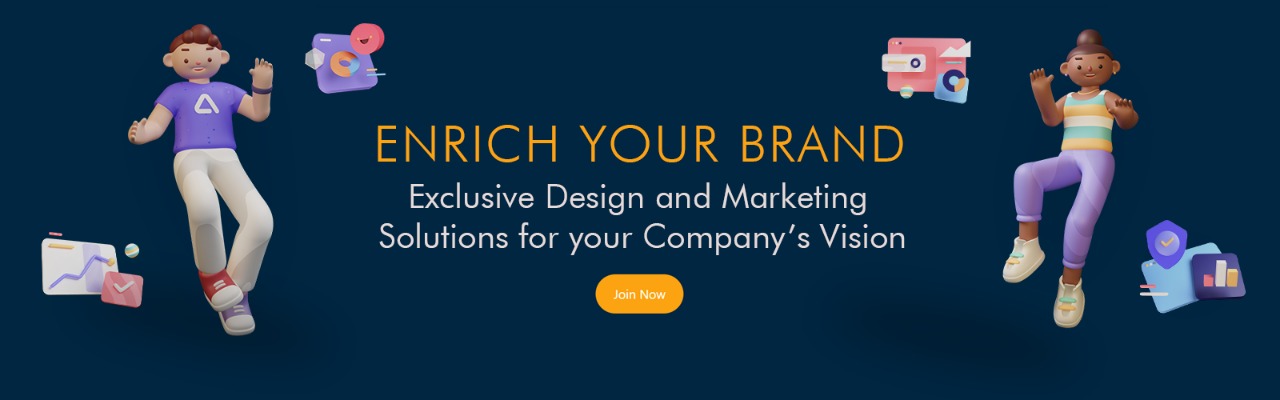 ENRICH YOUR BRAND
Exclusive Design and Marketing
Solutions for your Company’s Vision
Join Now